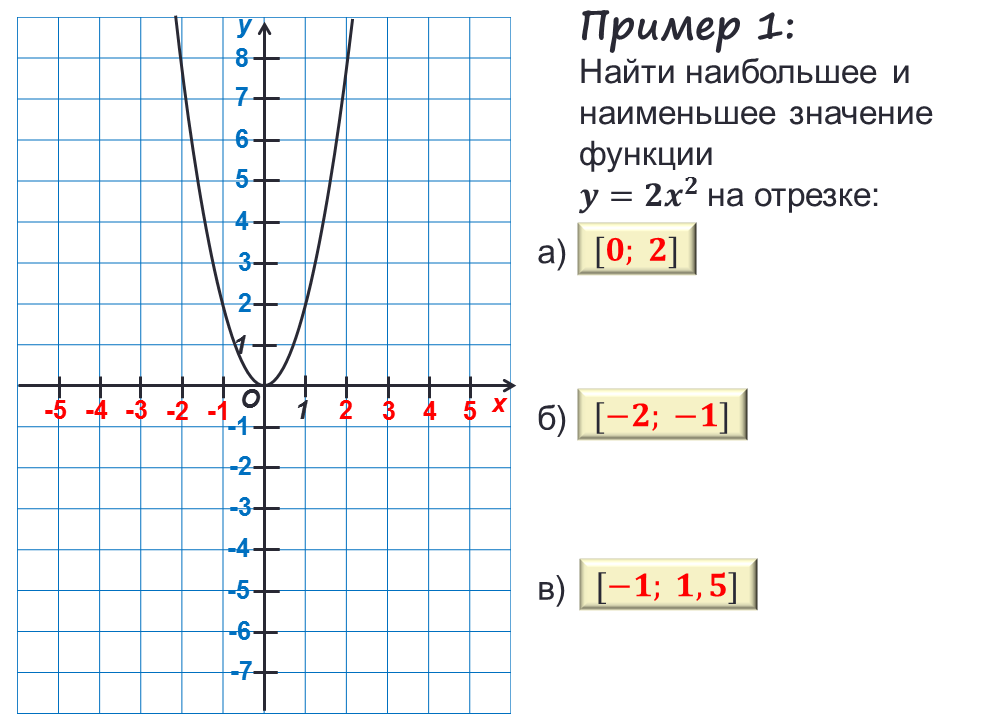 y
8
7
6
5
4
3
2
1
O
-5 -4 -3 -2 -1 1 2 3 4 5 x
-1
-2
-3
-4
-5
-6
-7
Пример 1:
Найти наибольшее и
наименьшее значение
функции
y = 2x² на отрезке:
а) [0; 2]
б) [−2; −1]
в) [−1; 1,5]